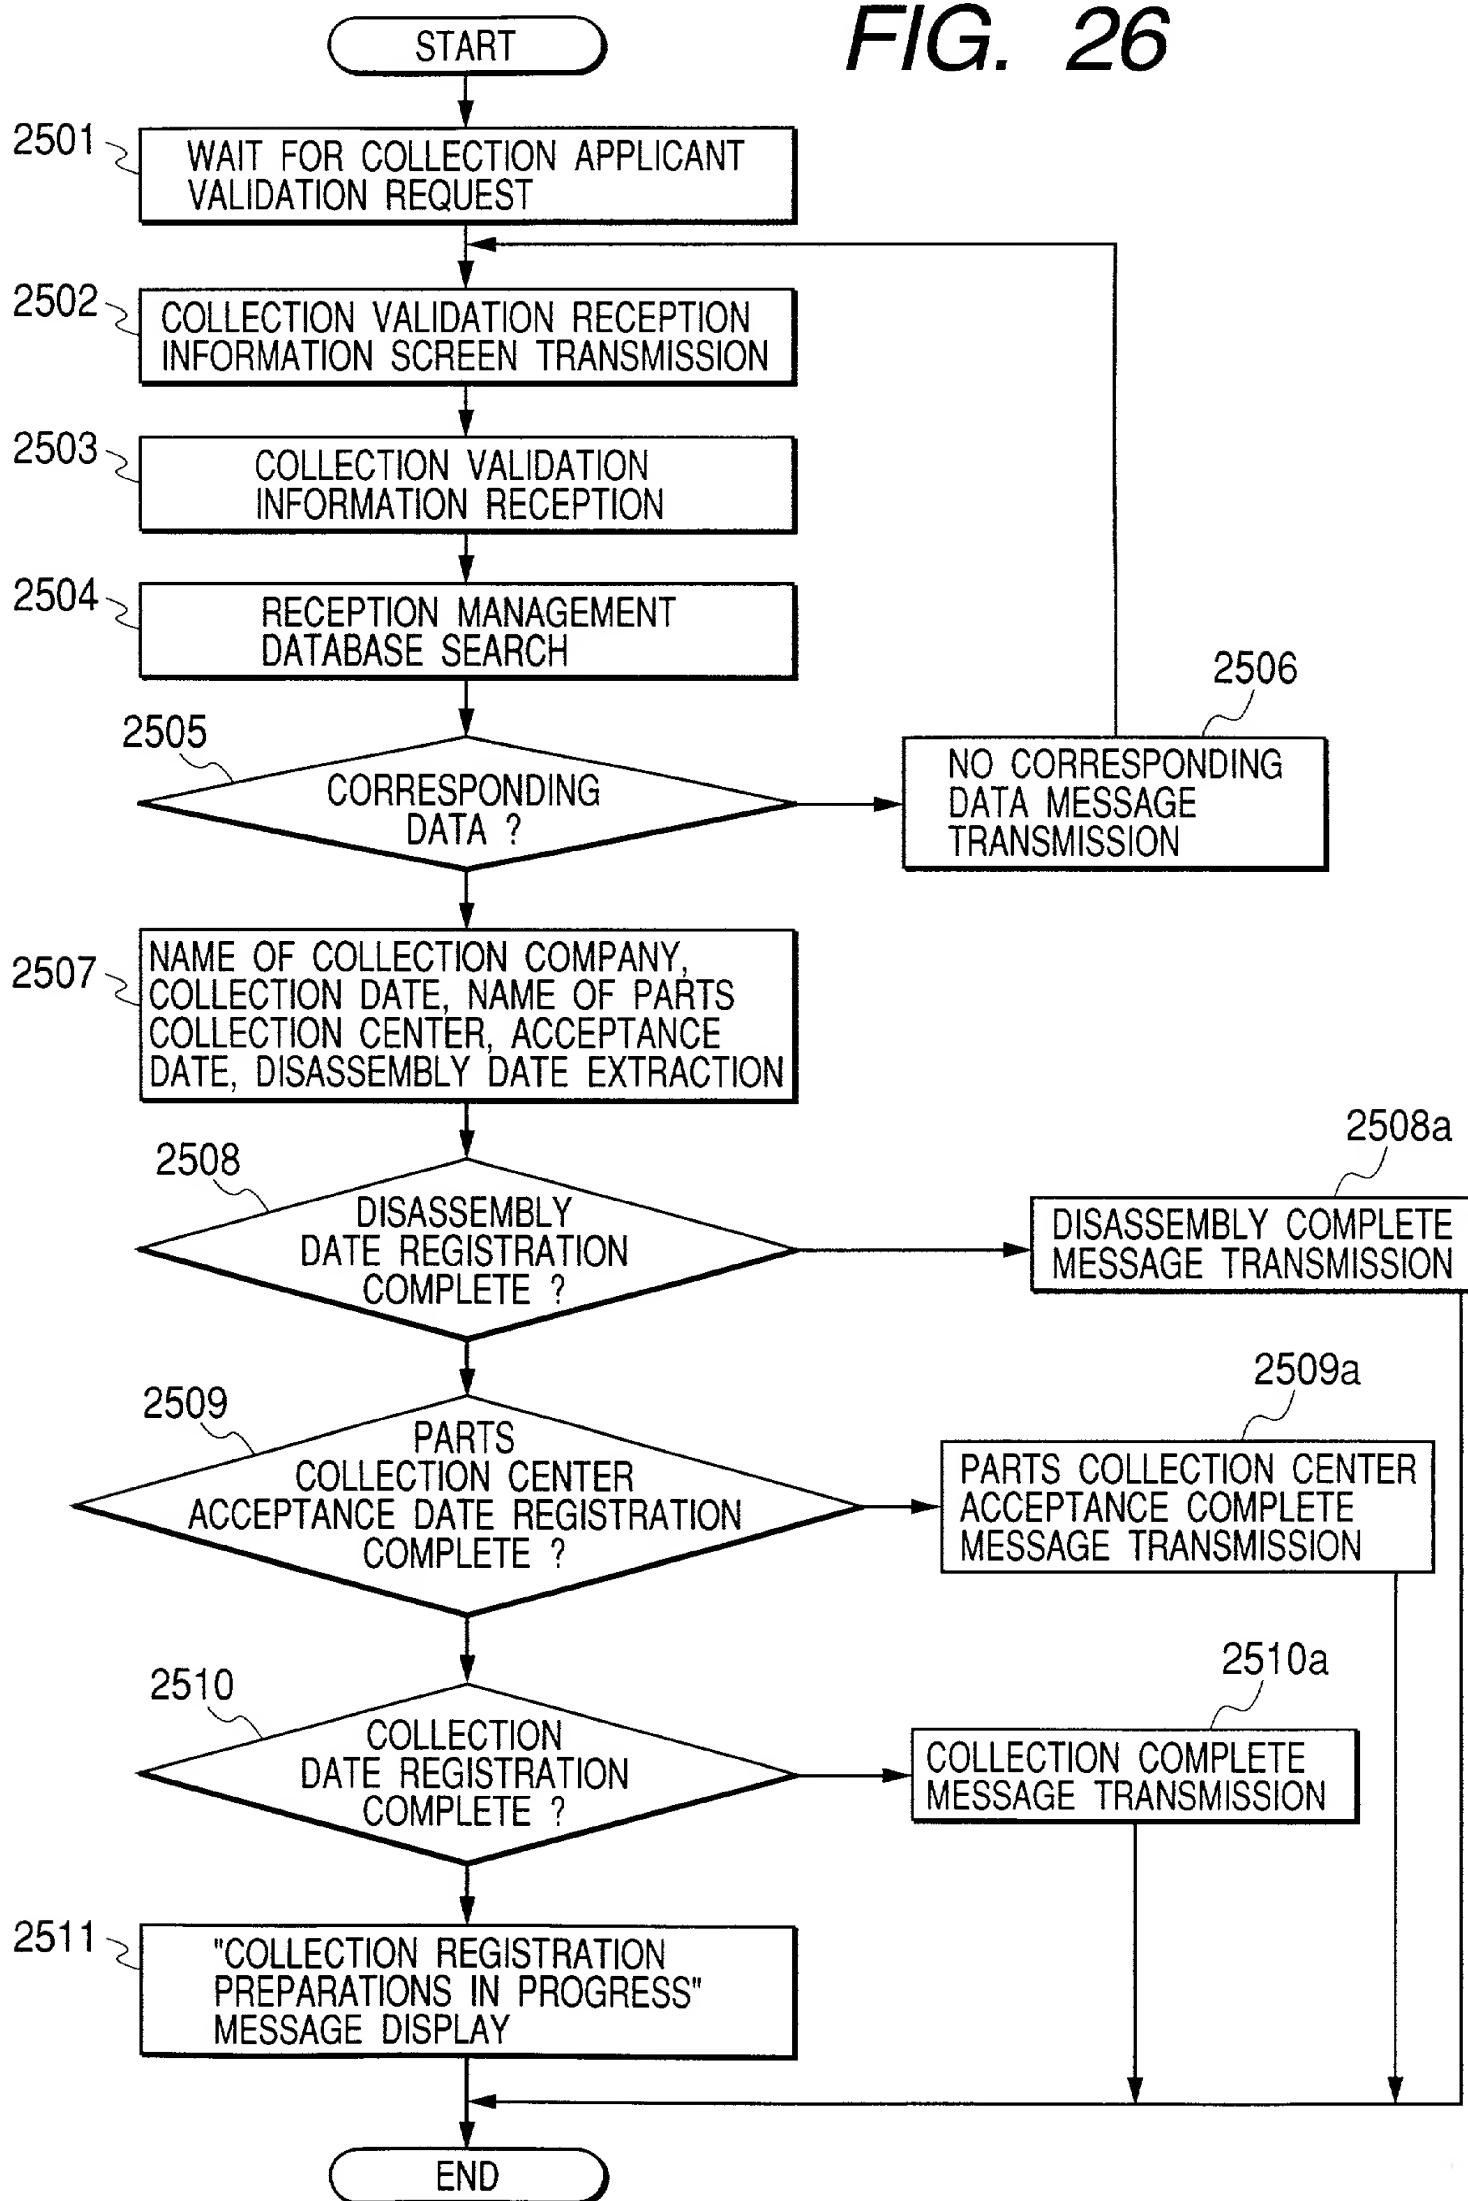 FIG. 26
START
2501
WAIT FOR COLLECTION APPLICANT
VALIDATION REQUEST
2502
COLLECTION VALIDATION RECEPTION
INFORMATION SCREEN TRANSMISSION
2503
COLLECTION VALIDATION
INFORMATION RECEPTION
2504
RECEPTION MANAGEMENT
DATABASE SEARCH
2505
CORRESPONDING
DATA ?
2506
NO CORRESPONDING
DATA MESSAGE
TRANSMISSION
2507
NAME OF COLLECTION COMPANY,
COLLECTION DATE, NAME OF PARTS
COLLECTION CENTER, ACCEPTANCE
DATE, DISASSEMBLY DATE EXTRACTION
2508
DISASSEMBLY
DATE REGISTRATION
COMPLETE ?
2508a
DISASSEMBLY COMPLETE
MESSAGE TRANSMISSION
2509
PARTS
COLLECTION CENTER
ACCEPTANCE DATE REGISTRATION
COMPLETE ?
2509a
PARTS COLLECTION CENTER
ACCEPTANCE COMPLETE
MESSAGE TRANSMISSION
2510
COLLECTION
DATE REGISTRATION
COMPLETE ?
2510a
COLLECTION COMPLETE
MESSAGE TRANSMISSION
2511
"COLLECTION REGISTRATION
PREPARATIONS IN PROGRESS"
MESSAGE DISPLAY
END